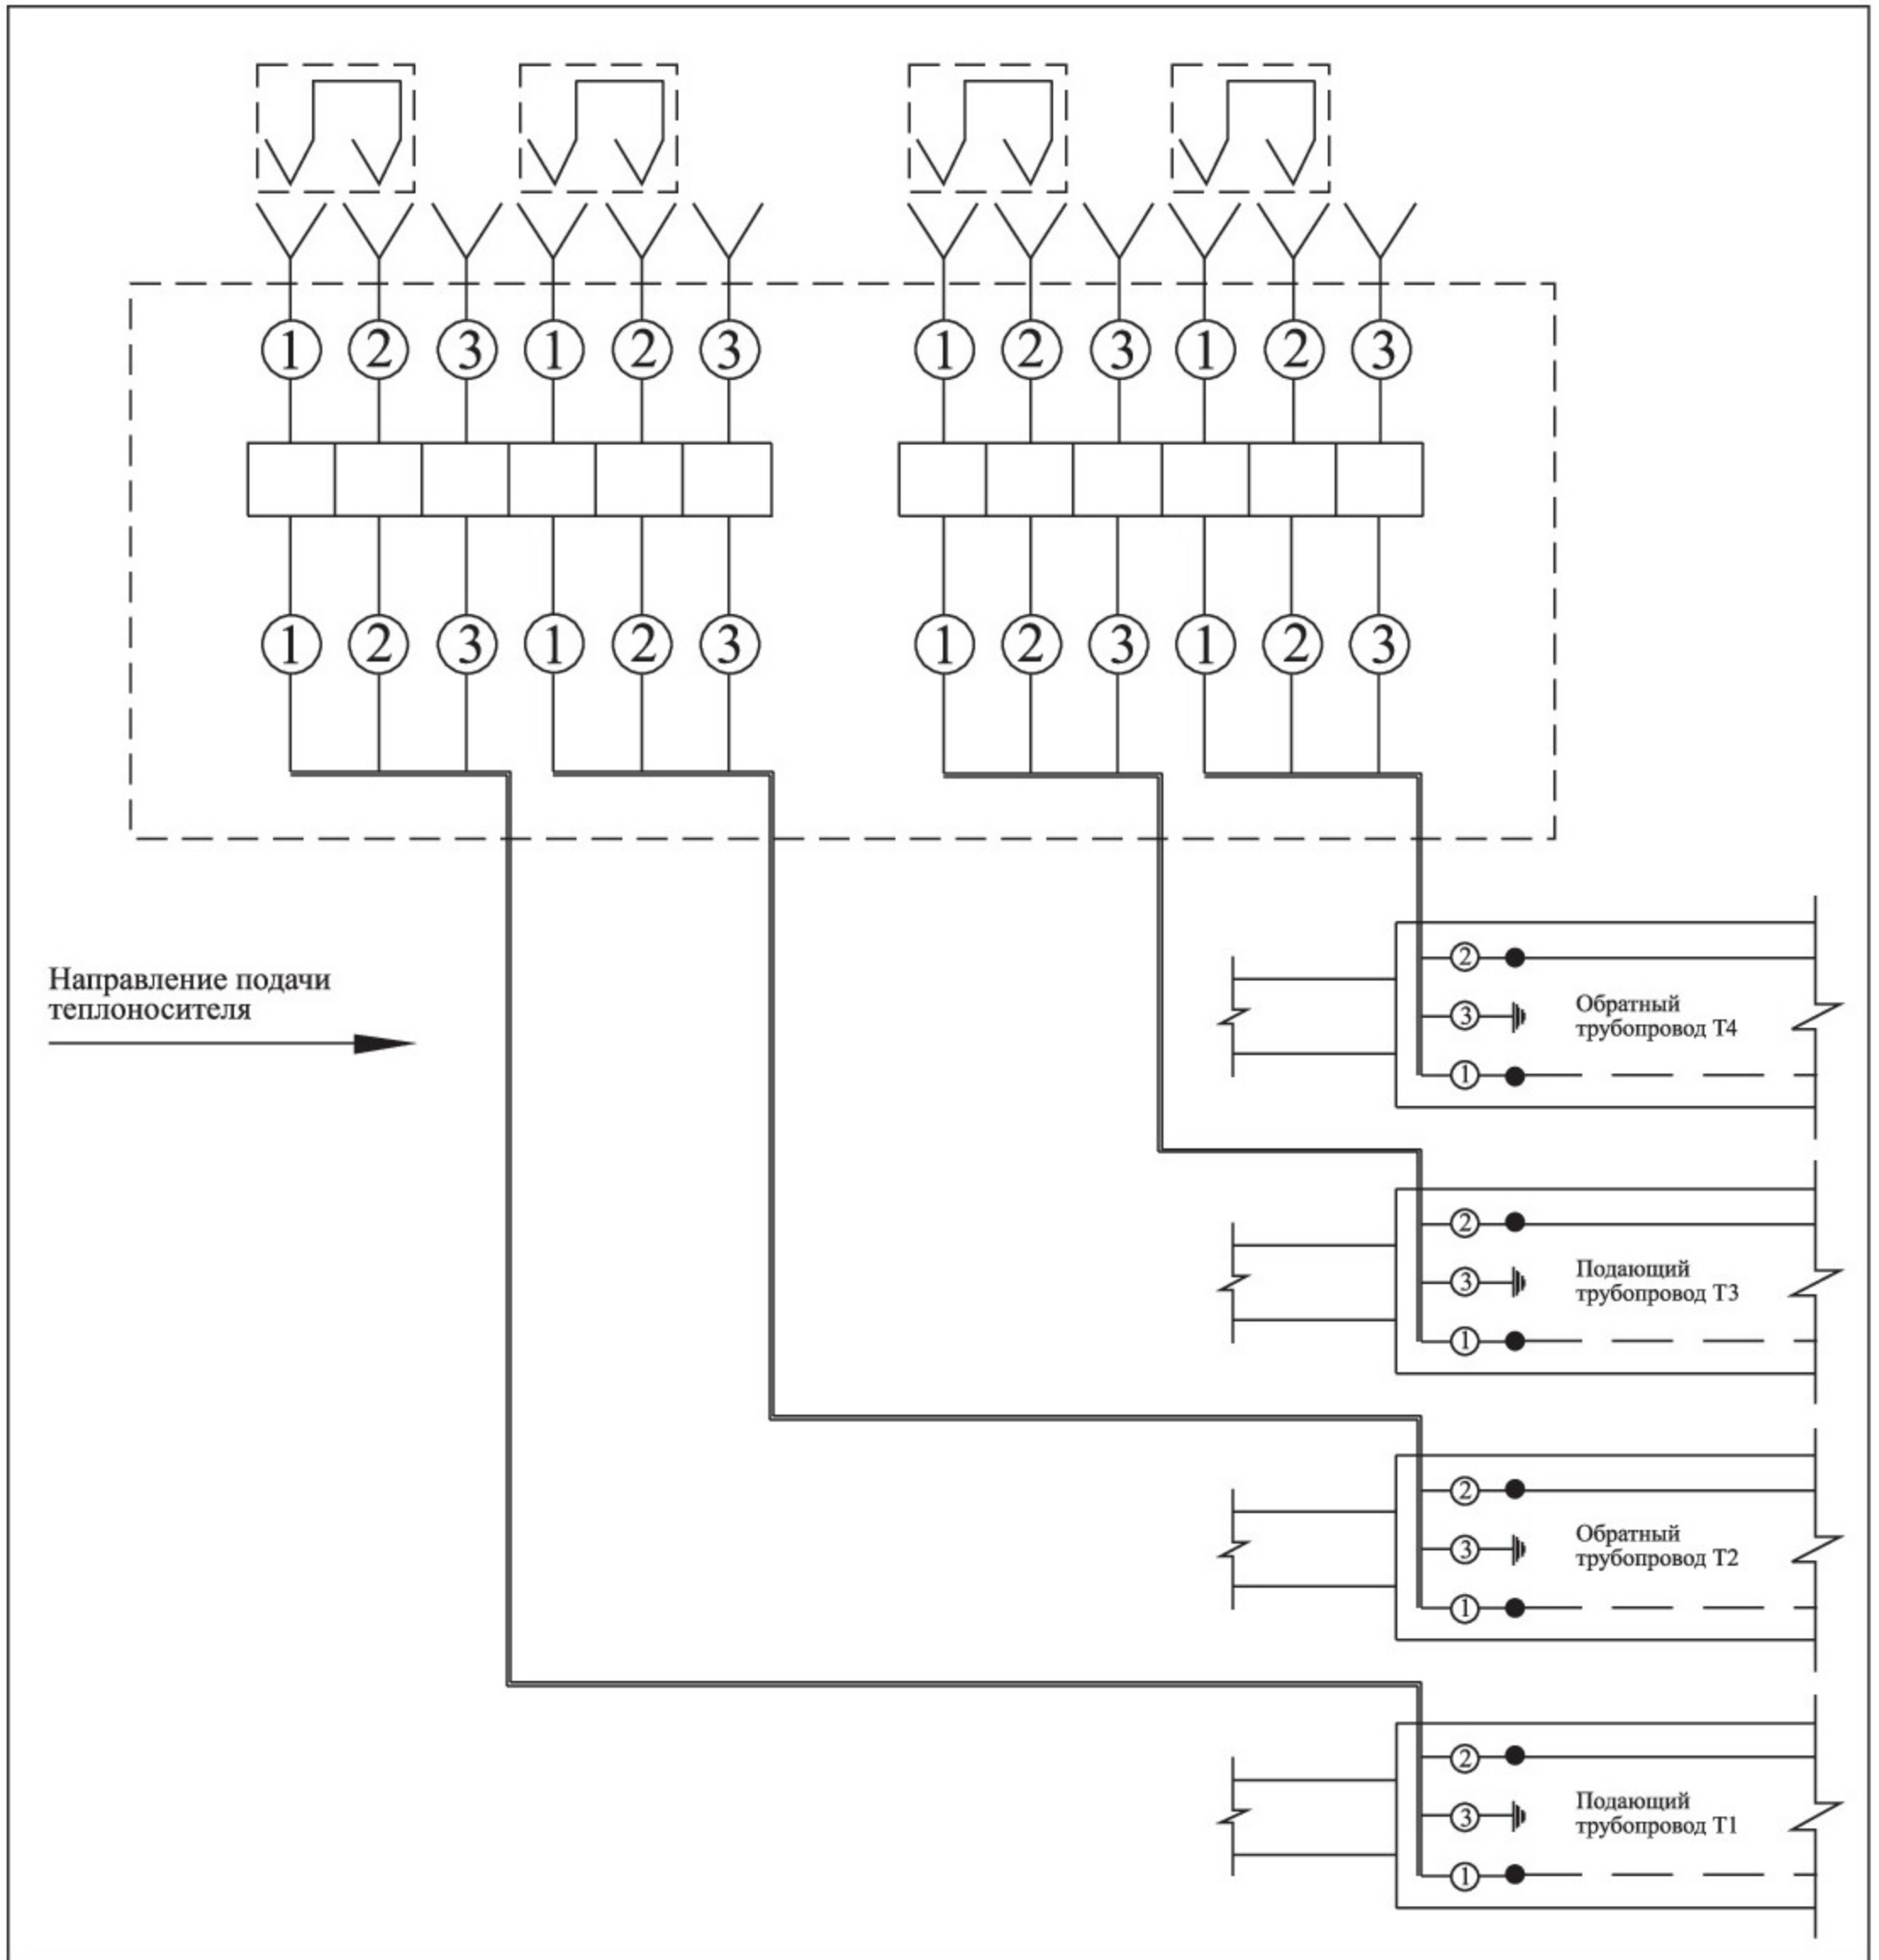 1 2 3 1 2 3 1 2 3 1 2 3
1 2 3 1 2 3 1 2 3 1 2 3
Направление подачи
теплоносителя
2
3
1
Обратный
трубопровод Т4
2
3
1
Подающий
трубопровод Т3
2
3
1
Обратный
трубопровод Т2
2
3
1
Подающий
трубопровод Т1